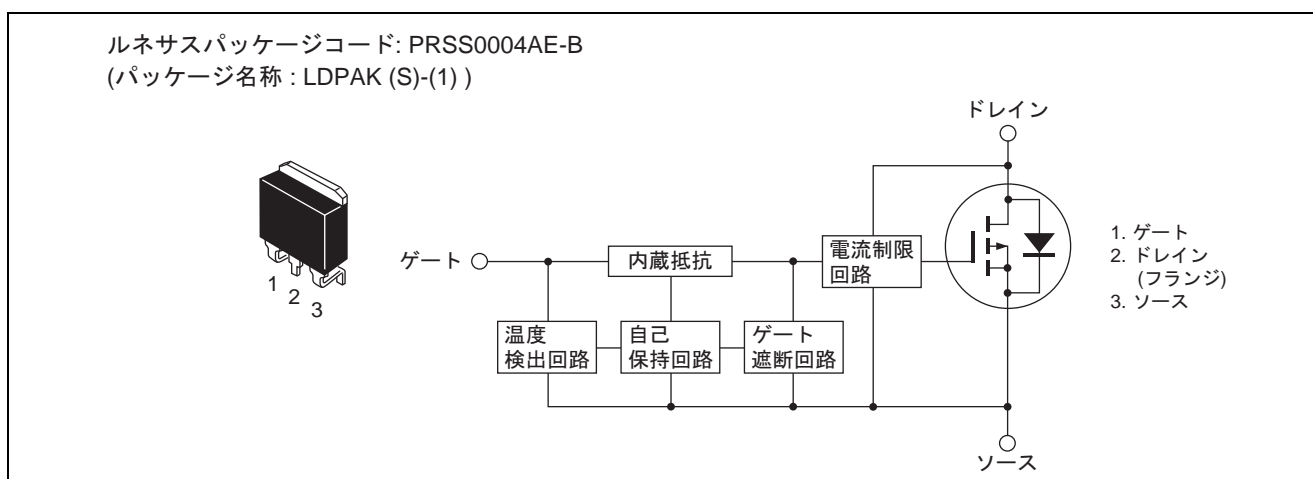 ルネサスパッケージコード: PRSS0004AE-B
(パッケージ名称 : LDPAK (S)-(1) )
ドレイン
1
2
3
ゲート
内蔵抵抗
電流制限
回路
温度
検出回路
自己
保持回路
ゲート
遮断回路
1. ゲート
2. ドレイン
(フランジ)
3. ソース
ソース